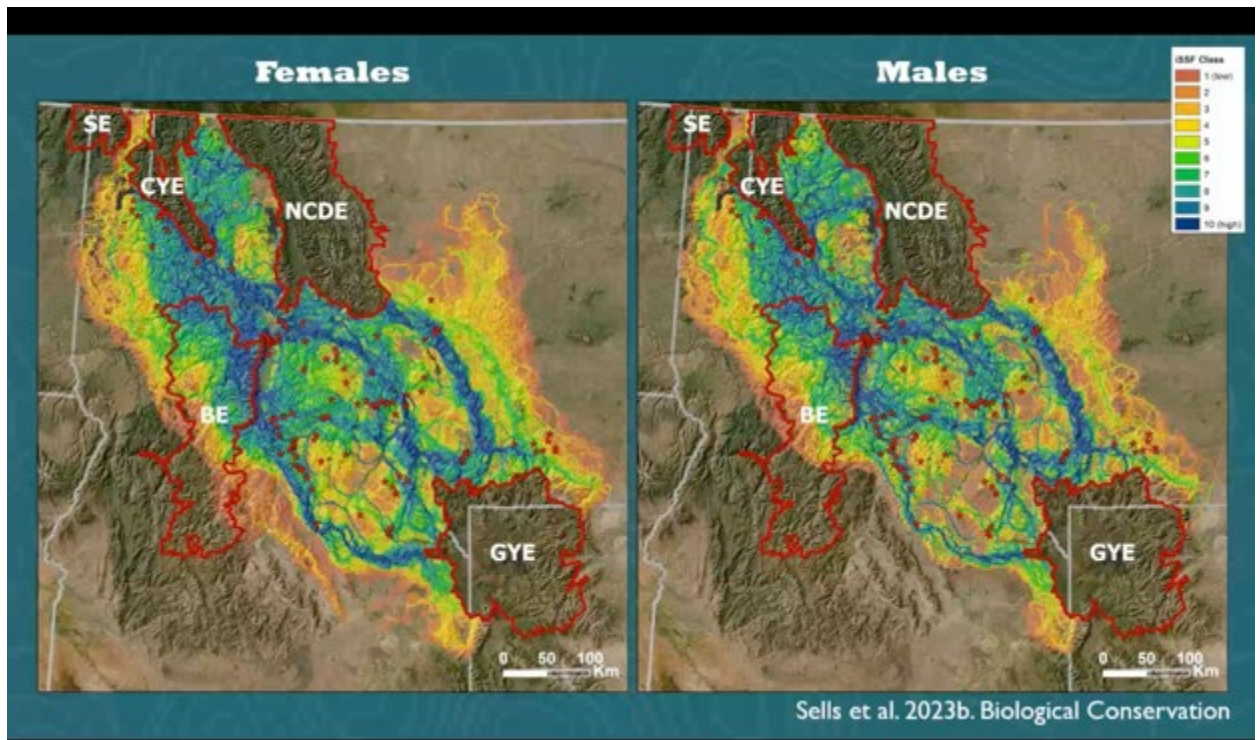 Females
Males
iSSF Class
1 (low)
2
3
4
5
6
7
8
9
10 (high)
SE
CYE
NCDE
BE
GYE
0 50 100
Km
SE
CYE
NCDE
BE
GYE
0 50 100
Km
Sells et al. 2023b. Biological Conservation